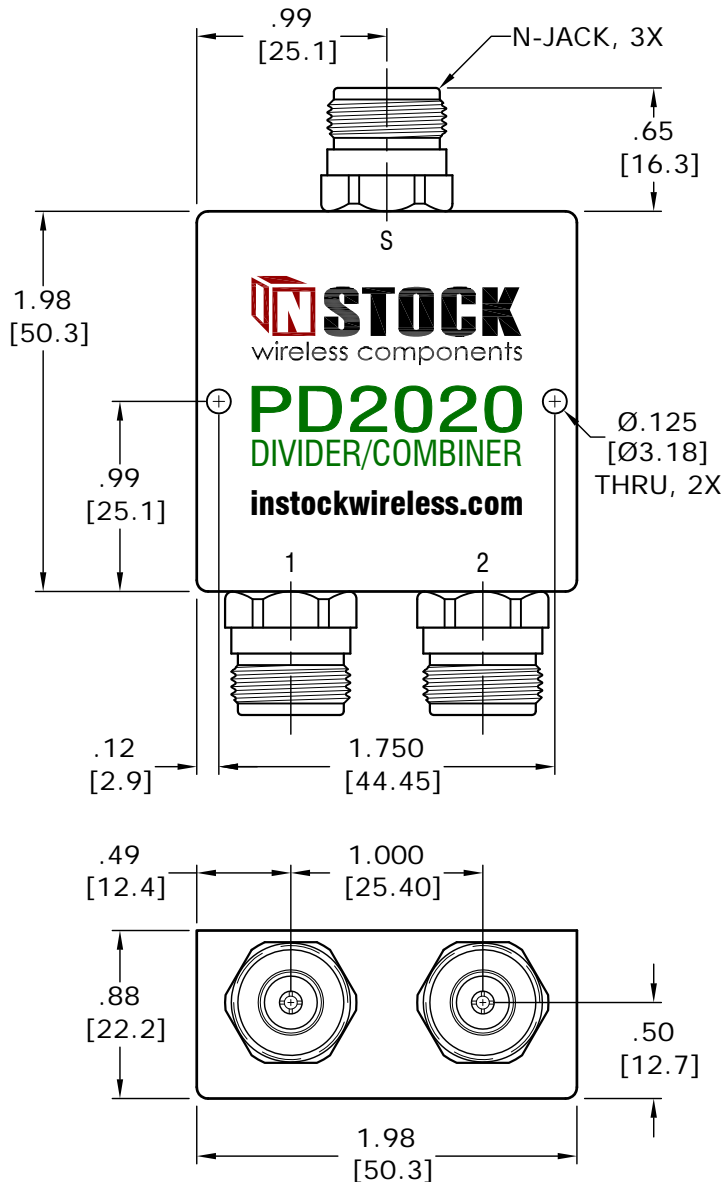 .99
[25.1]
N-JACK, 3X
.65
[16.3]
S
1.98
[50.3]
INSTOCK
wireless components
PD2020
DIVIDER/COMBINER
instockwireless.com
Ø.125
[Ø3.18]
THRU, 2X
.99
[25.1]
1
2
.12
[2.9]
1.750
[44.45]
.49
[12.4]
1.000
[25.40]
.88
[22.2]
.50
[12.7]
1.98
[50.3]